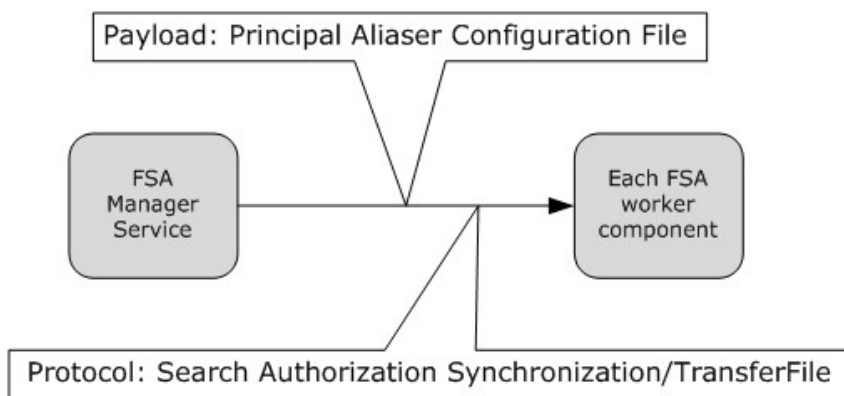 Payload: Principal Aliaser Configuration File
FSA
Manager
Service
Each FSA
worker
component
Protocol: Search Authorization Synchronization/TransferFile